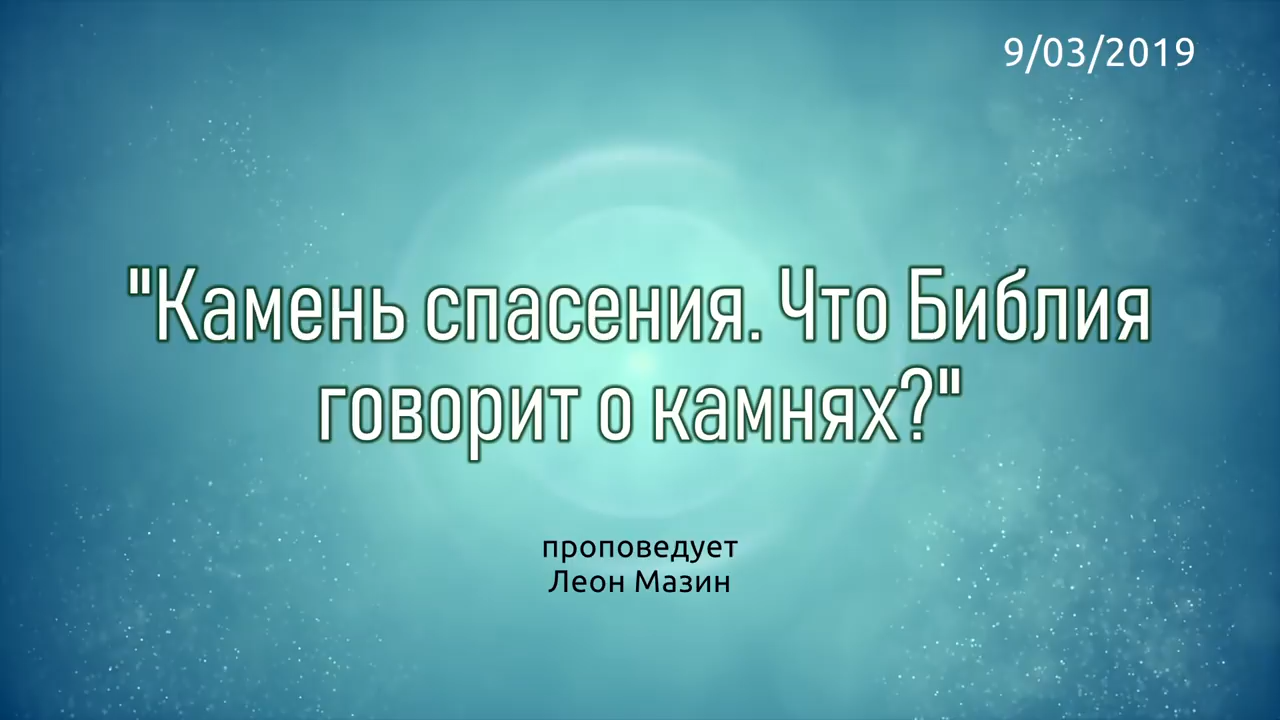 9/03/2019
"Камень спасения. Что Библия
говорит о камнях?"
проповедует
Леон Мазин